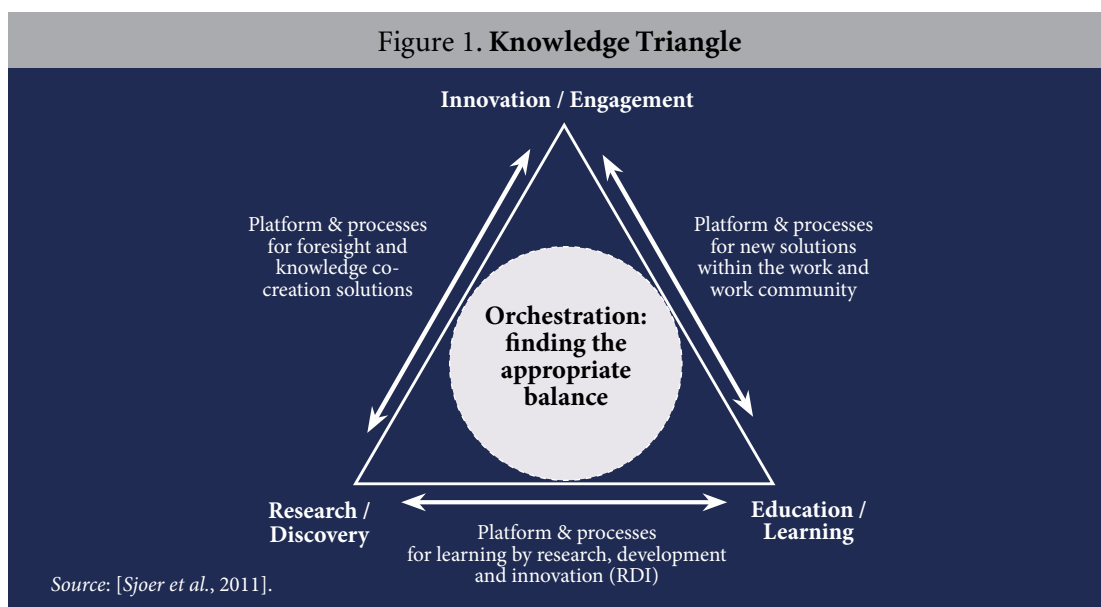 Figure 1. Knowledge Triangle
Innovation / Engagement
Platform & processes
for foresight and
knowledge co-
creation solutions
Platform & processes
for new solutions
within the work and
work community
Orchestration:
finding the
appropriate
balance
Research /
Discovery
Education /
Learning
Platform & processes
for learning by research, development
and innovation (RDI)
Source: [Sjoer et al., 2011].